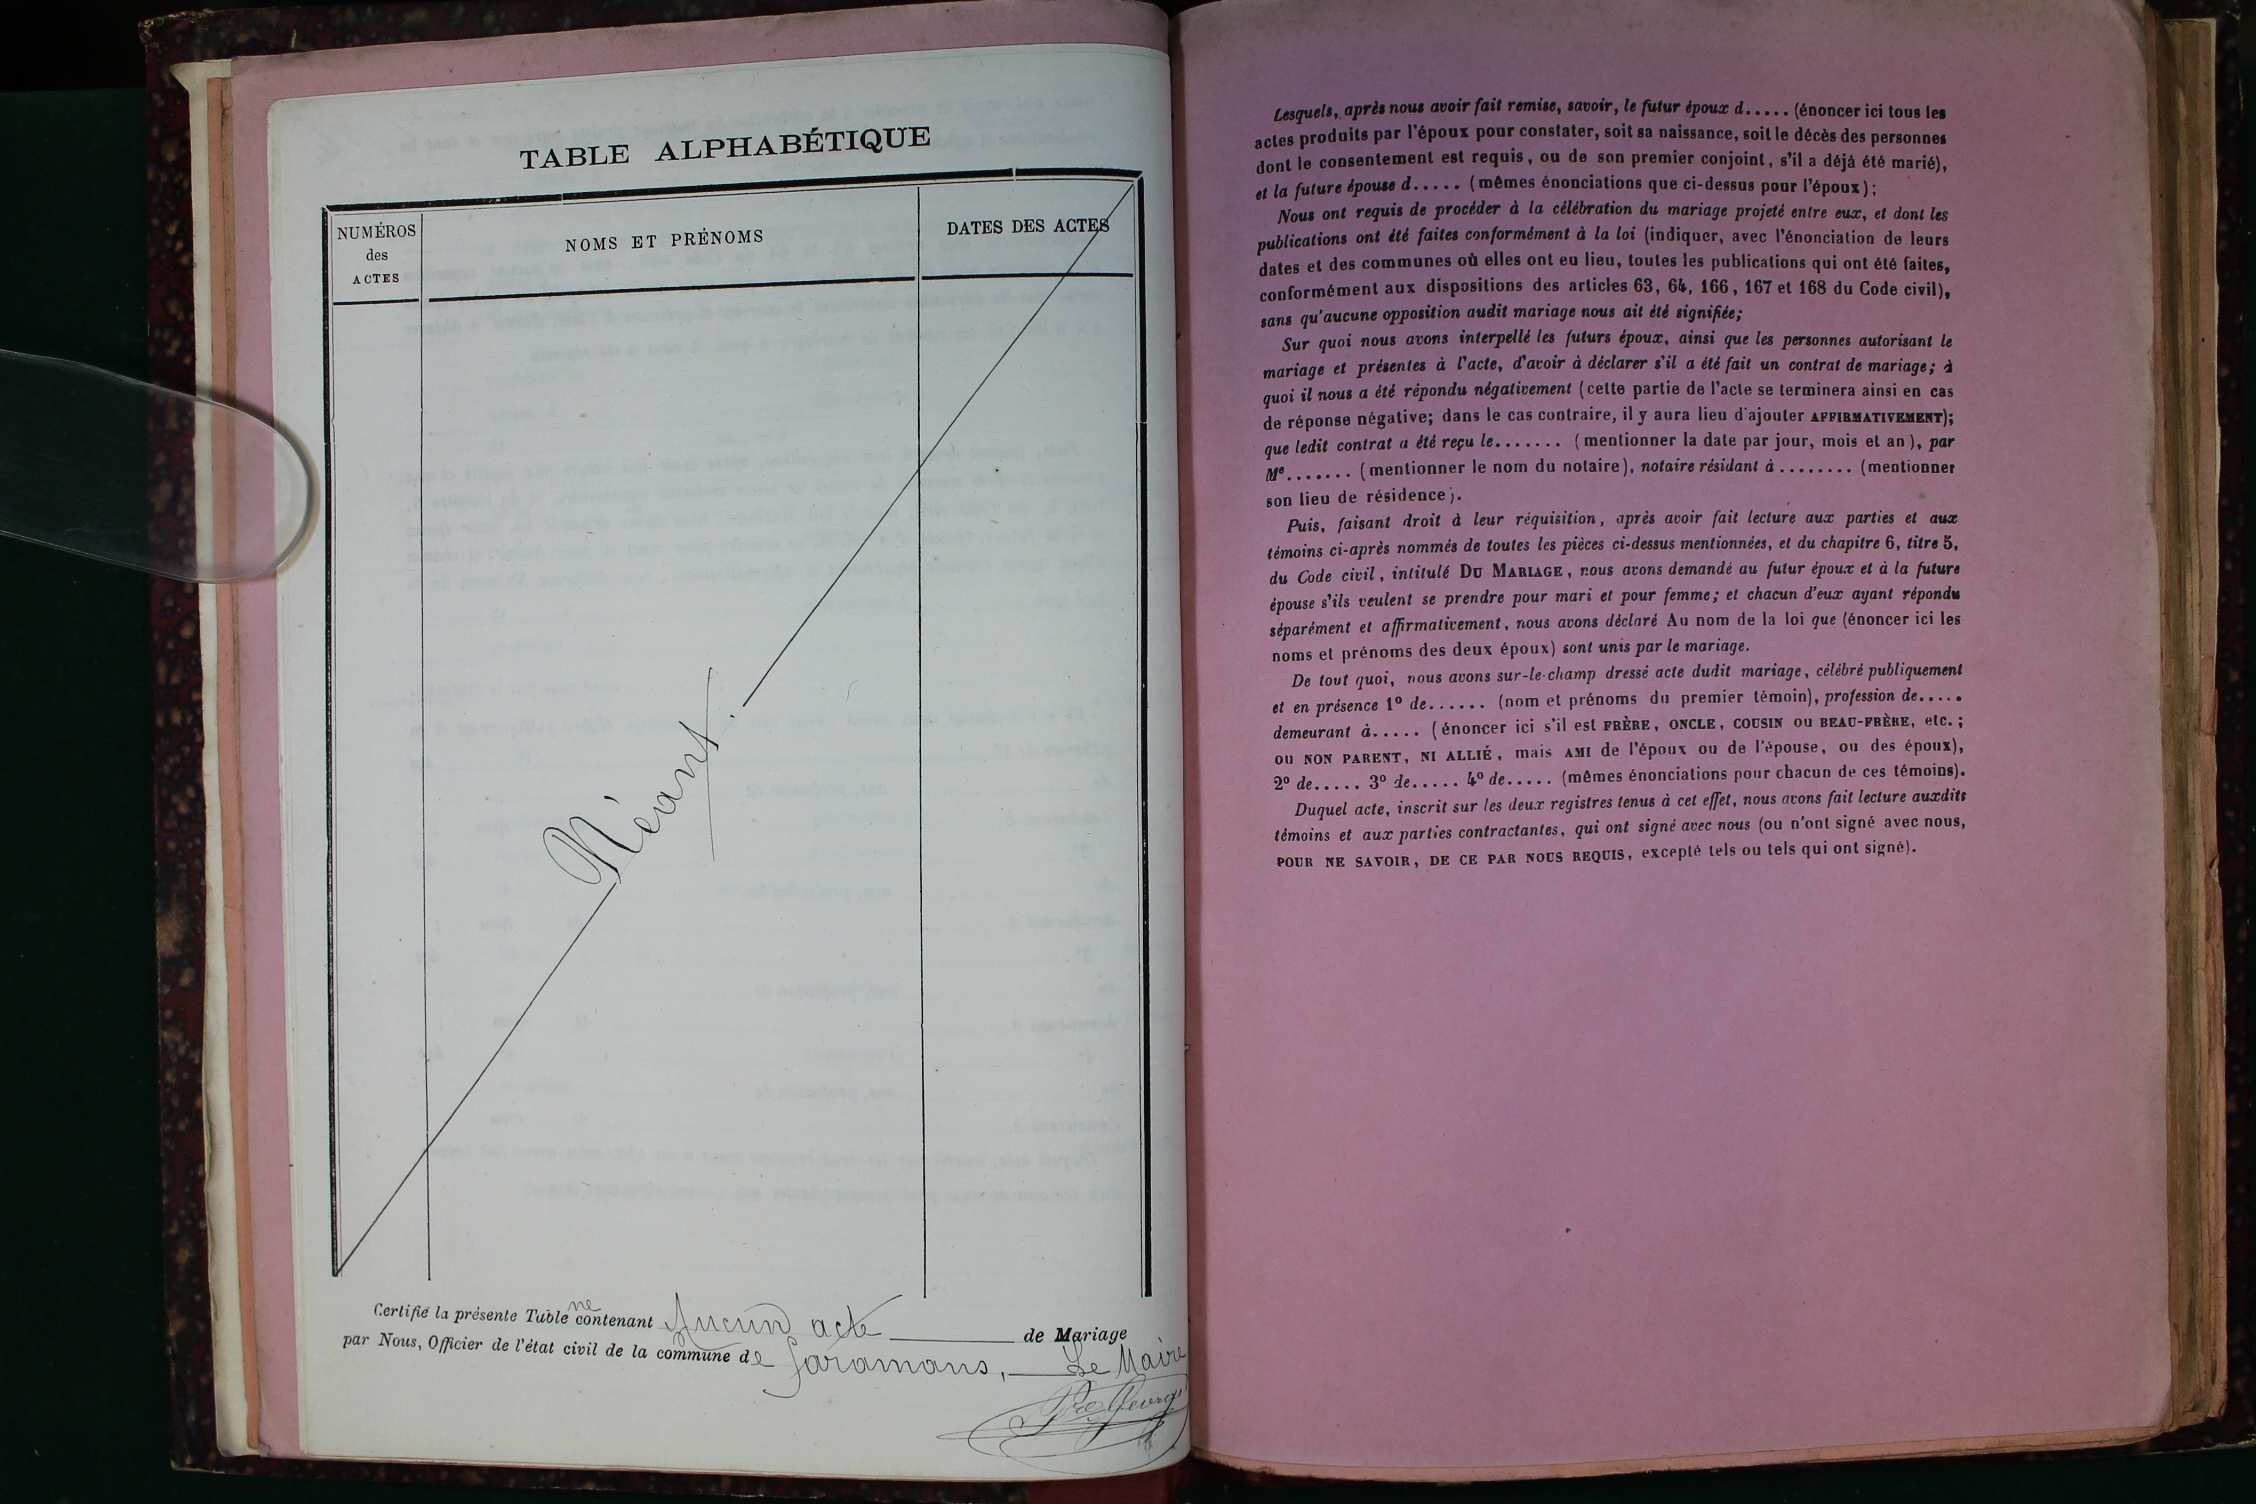 TABLE ALPHABÉTIQUE
NUMÉROS
des
ACTES
NOMS ET PRÉNOMS
DATES DES ACTES
Néant.
Certifié la présente Table ne contenant Aucun acte de Mariage
par Nous, Officier de l'état civil de la commune de Faramans, Le Maire
Lesquels, après nous avoir fait remise, savoir, le futur époux d..... (énoncer ici tous les
actes produits par l'époux pour constater, soit sa naissance, soit le décès des personnes
dont le consentement est requis, ou de son premier conjoint, s'il a déjà été marié),
et la future épouse d..... (mêmes énonciations que ci-dessus pour l'époux);
Nous ont requis de procéder à la célébration du mariage projeté entre eux, et dont les
publications ont été faites conformément à la loi (indiquer, avec l'énonciation de leurs
dates et des communes où elles ont eu lieu, toutes les publications qui ont été faites,
conformément aux dispositions des articles 63, 64, 166, 167 et 168 du Code civil),
sans qu'aucune opposition audit mariage nous ait été signifiée;
Sur quoi nous avons interpellé les futurs époux, ainsi que les personnes autorisant le
mariage et présentes à l'acte, d'avoir à déclarer s'il a été fait un contrat de mariage; à
quoi il nous a été répondu négativement (cette partie de l'acte se terminera ainsi en cas
de réponse négative; dans le cas contraire, il y aura lieu d'ajouter AFFIRMATIVEMENT);
que ledit contrat a été reçu le....... (mentionner la date par jour, mois et an), par
Mᵉ....... (mentionner le nom du notaire), notaire résidant à ........ (mentionner
son lieu de résidence).
Puis, faisant droit à leur réquisition, après avoir fait lecture aux parties et aux
témoins ci-après nommés de toutes les pièces ci-dessus mentionnées, et du chapitre 6, titre 5,
du Code civil, intitulé DU MARIAGE, nous avons demandé au futur époux et à la future
épouse s'ils veulent se prendre pour mari et pour femme; et chacun d'eux ayant répondu
séparément et affirmativement, nous avons déclaré Au nom de la loi que (énoncer ici les
noms et prénoms des deux époux) sont unis par le mariage.
De tout quoi, nous avons sur-le-champ dressé acte dudit mariage, célébré publiquement
et en présence 1º de...... (nom et prénoms du premier témoin), profession de.....
demeurant à..... (énoncer ici s'il est FRÈRE, ONCLE, COUSIN OU BEAU-FRÈRE, etc.;
OU NON PARENT, NI ALLIÉ, mais AMI de l'époux ou de l'épouse, ou des époux),
2º de..... 3º de..... 4º de..... (mêmes énonciations pour chacun de ces témoins).
Duquel acte, inscrit sur les deux registres tenus à cet effet, nous avons fait lecture auxdits
témoins et aux parties contractantes, qui ont signé avec nous (ou n'ont signé avec nous,
POUR NE SAVOIR, DE CE PAR NOUS REQUIS, excepté tels ou tels qui ont signé).